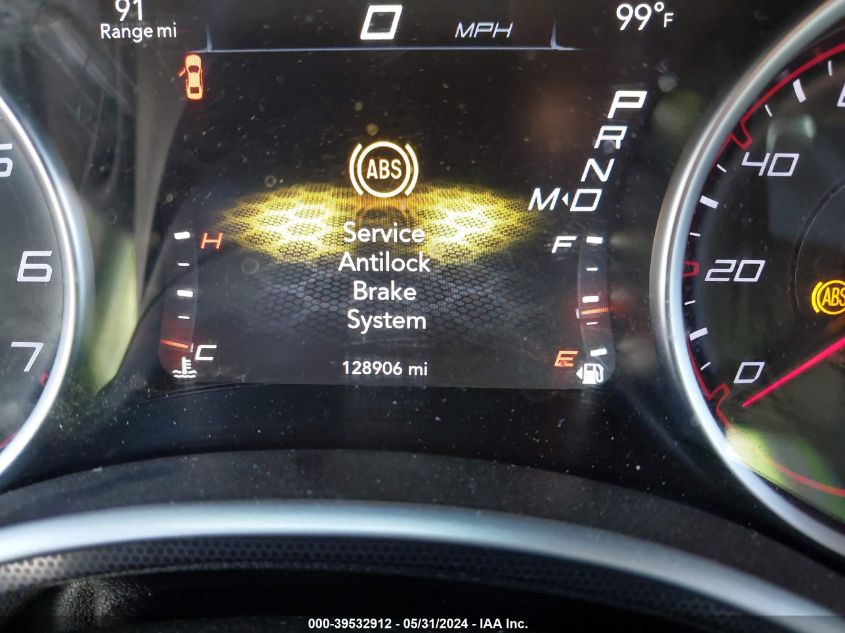 91
Range mi
0
MPH
99°F
P
R
N
M D
ABS
Service
Antilock
Brake
System
128906 mi
H
C
F
E
6
7
40
20
0
ABS
000-39532912 - 05/31/2024 - IAA Inc.